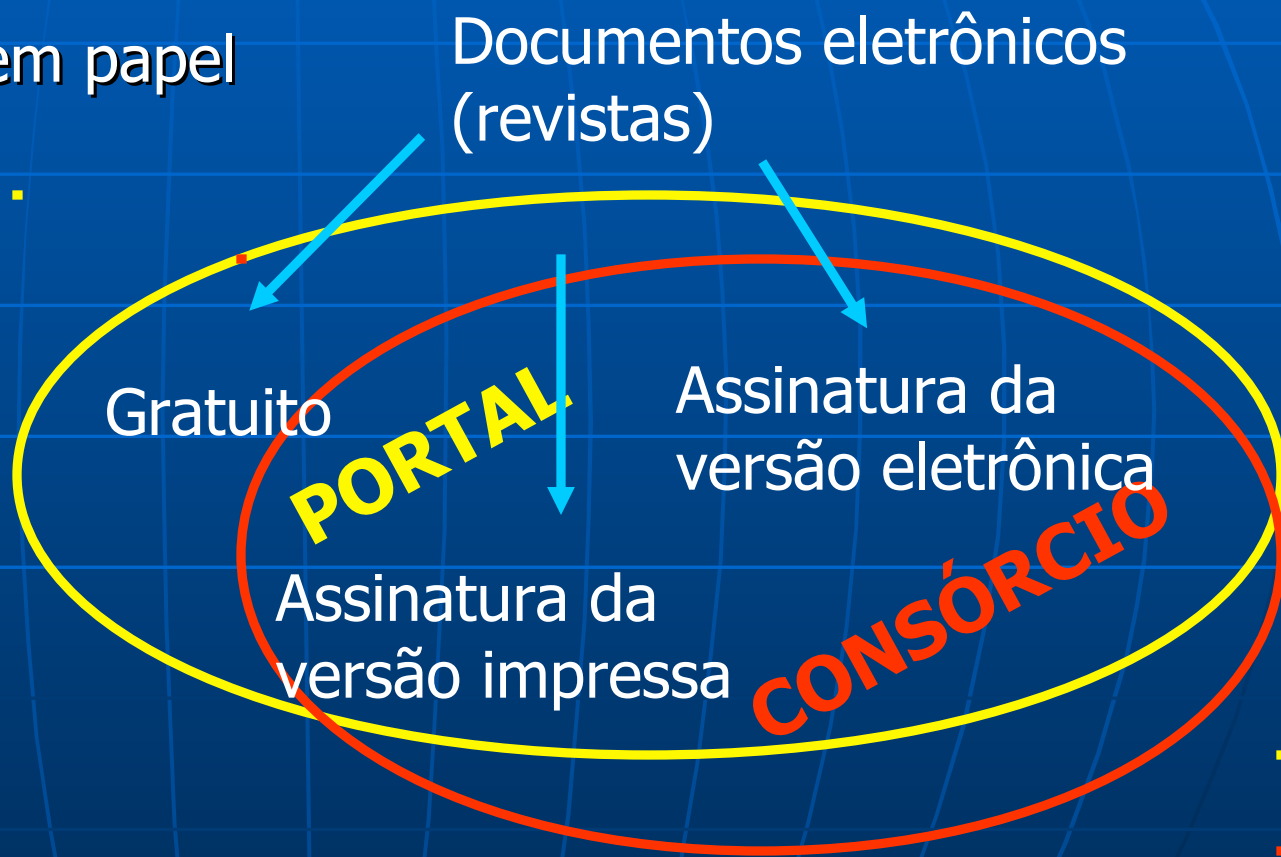 em papel
Documentos eletrônicos
(revistas)
Gratuito
PORTAL
Assinatura da
versão eletrônica
Assinatura da
versão impressa
CONSÓRCIO